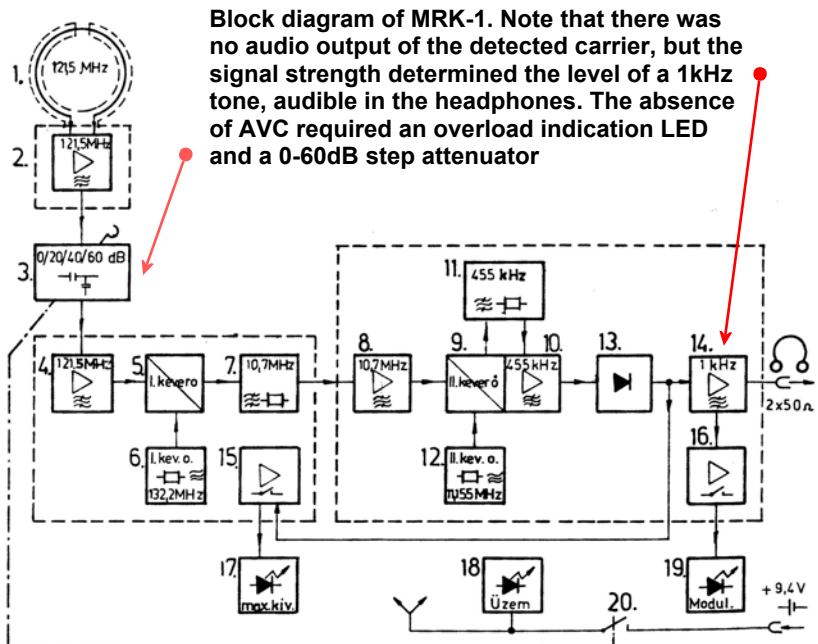 Block diagram of MRK-1. Note that there was
no audio output of the detected carrier, but the
signal strength determined the level of a 1kHz
tone, audible in the headphones. The absence
of AVC required an overload indication LED
and a 0-60dB step attenuator
1.
121,5 MHz
2.
121,5MHz
3.
0/20/40/60 dB
11.
455 kHz
4.
121,5MHz
5.
I. keverő
7.
10,7MHz
8.
10,7MHz
9.
II. keverő
10.
455kHz
13.
14.
1 kHz
2x50Ω
6.
I. kev. o.
132,2MHz
15.
12.
II. kev. o.
11,155MHz
16.
17.
max. kiv.
18
Üzem
20.
19.
Modul.
+9,4V